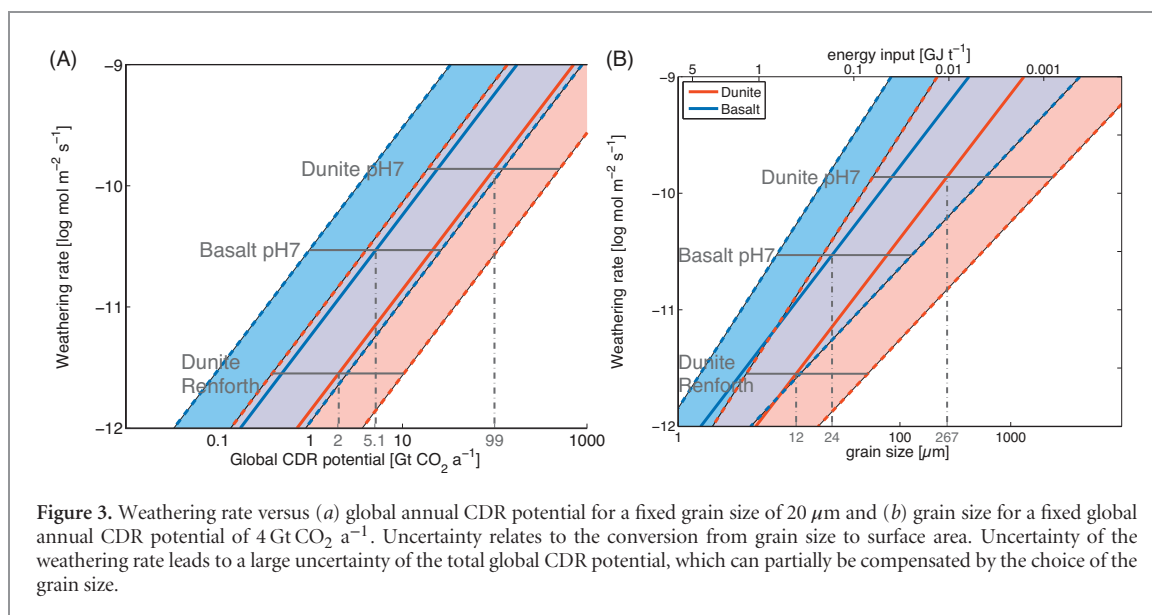 (A)
-9
-10
-11
-12
Weathering rate [log mol m⁻² s⁻¹]
Dunite pH7
Basalt pH7
Dunite
Renforth
0.1 1 2 5.1 10 99 1000
Global CDR potential [Gt CO₂ a⁻¹]
(B)
energy input [GJ t⁻¹]
5 1 0.1 0.01 0.001
-9
-10
-11
-12
Weathering rate [log mol m⁻² s⁻¹]
Dunite
Basalt
Dunite pH7
Basalt pH7
Dunite
Renforth
1 12 24 100 267 1000
grain size [μm]
Figure 3. Weathering rate versus (a) global annual CDR potential for a fixed grain size of 20 μm and (b) grain size for a fixed global
annual CDR potential of 4 Gt CO₂ a⁻¹. Uncertainty relates to the conversion from grain size to surface area. Uncertainty of the
weathering rate leads to a large uncertainty of the total global CDR potential, which can partially be compensated by the choice of the
grain size.